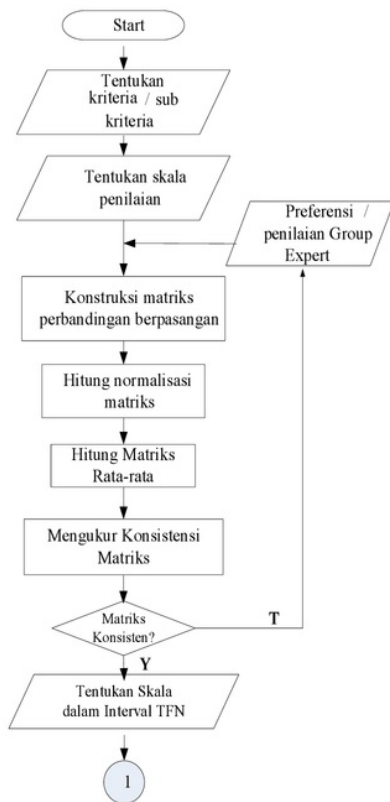 Start
Tentukan
kriteria / sub
kriteria
Tentukan skala
penilaian
Preferensi /
penilaian Group
Expert
Konstruksi matriks
perbandingan berpasangan
Hitung normalisasi
matriks
Hitung Matriks
Rata-rata
Mengukur Konsistensi
Matriks
Matriks
Konsisten?
T
Y
Tentukan Skala
dalam Interval TFN
1